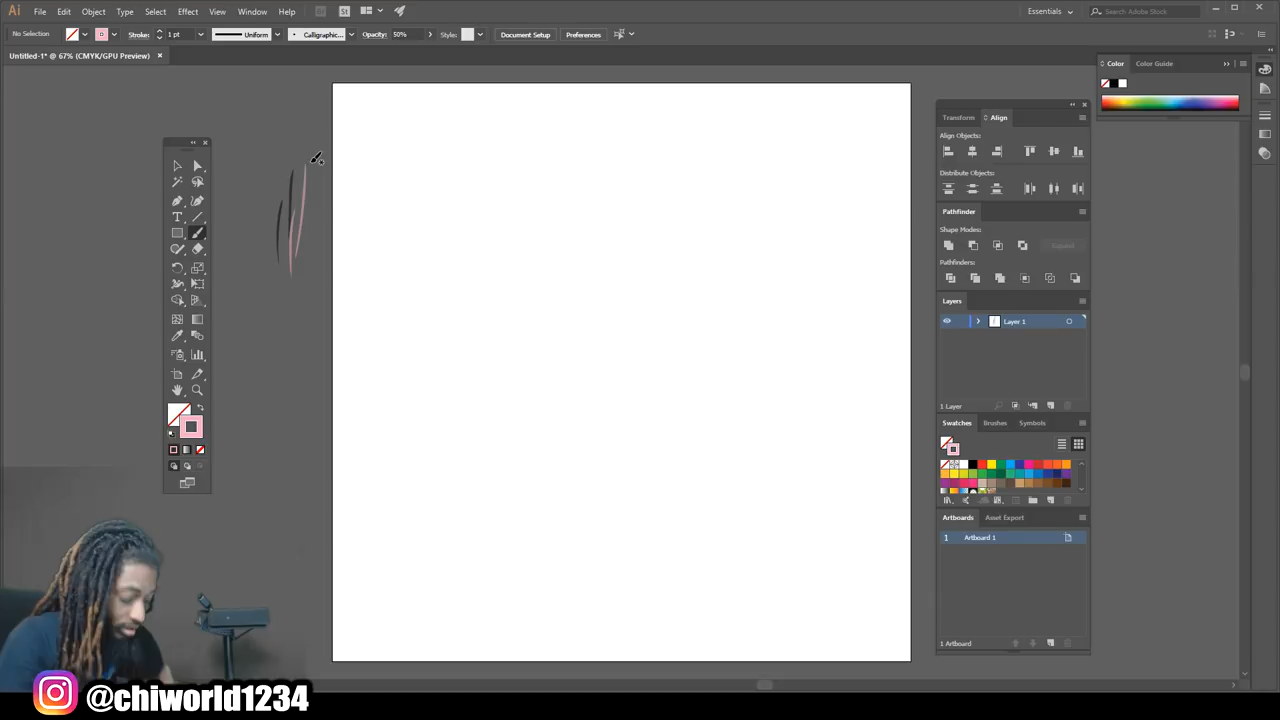 Ai File Edit Object Type Select Effect View Window Help Br St Essentials Search Adobe Stock
No Selection Stroke: 1 pt Uniform Calligraphic... Opacity: 50% Style: Document Setup Preferences
Untitled-1* @ 67% (CMYK/GPU Preview)
Color Color Guide
Transform Align
Align Objects:
Distribute Objects:
Pathfinder
Shape Modes:
Expand
Pathfinders:
Layers
Layer 1
1 Layer
Swatches Brushes Symbols
Artboards Asset Export
1 Artboard 1
1 Artboard
@chiworld1234